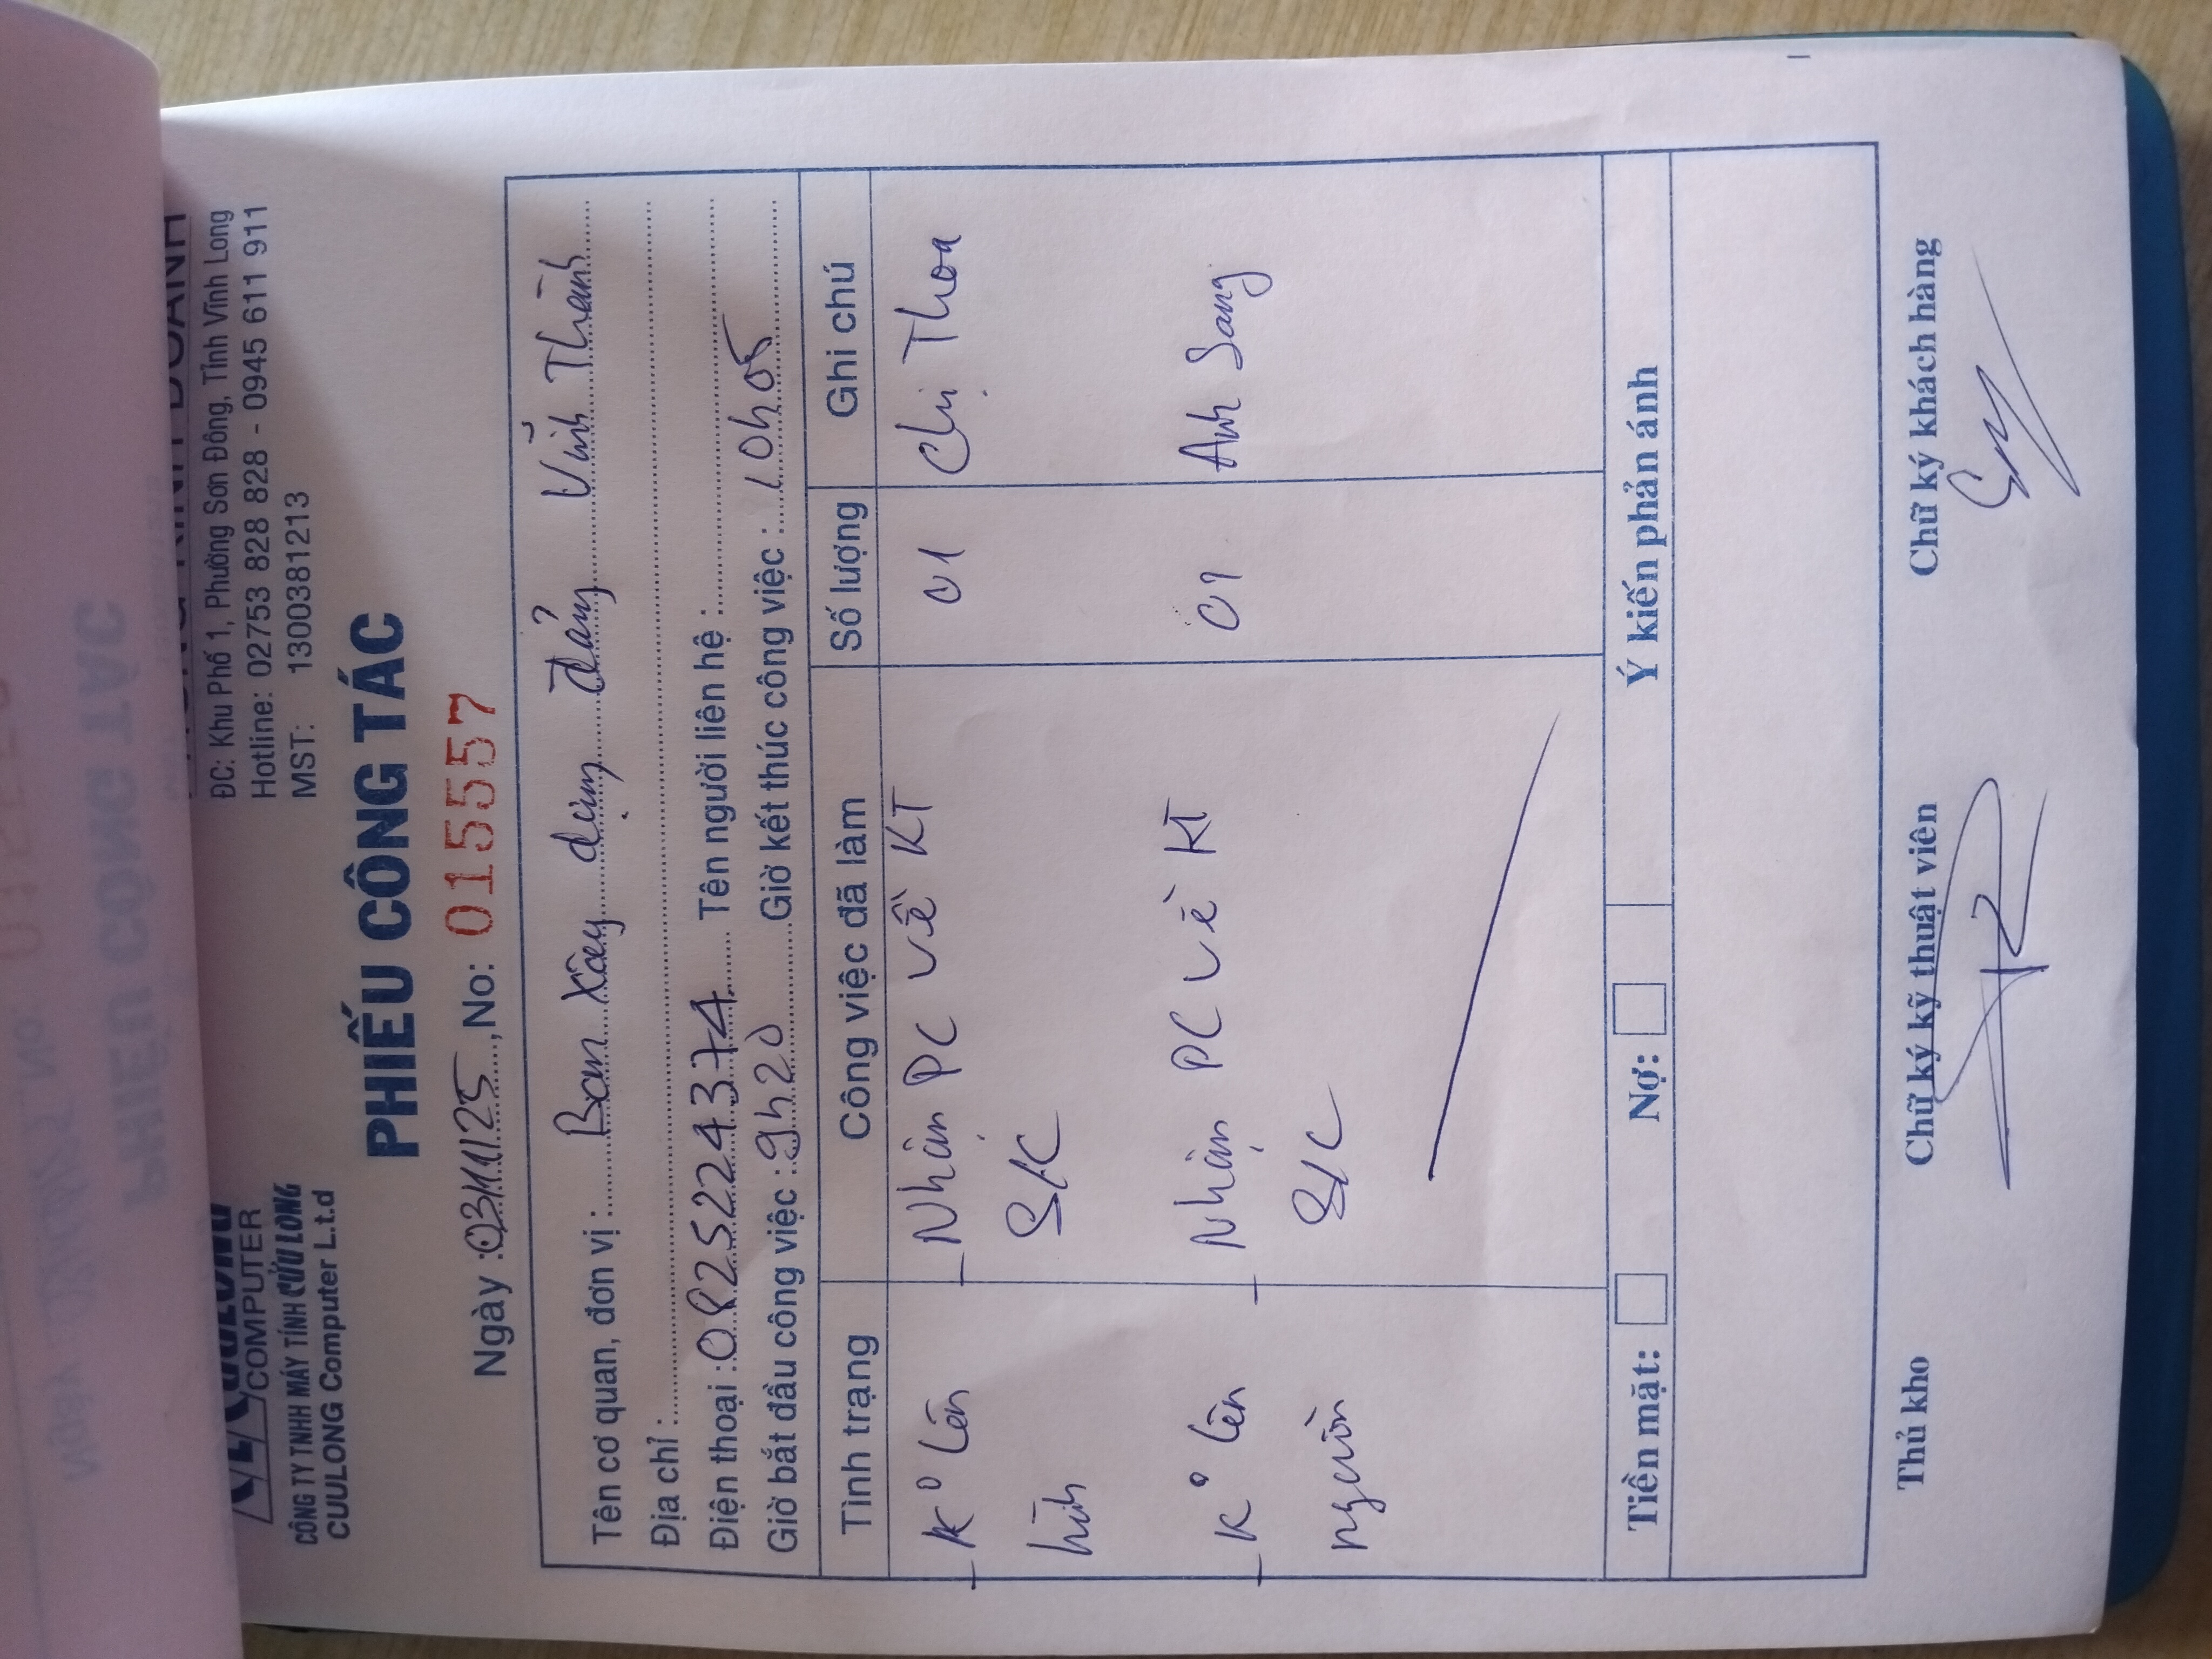 COMPUTER
CÔNG TY TNHH MÁY TÍNH CỬU LONG
CUULONG Computer L.t.d
ĐC: Khu Phố 1, Phường Sơn Đông, Tỉnh Vĩnh Long
Hotline: 02753 828 828 - 0945 611 911
MST: 1300381213
PHIẾU CÔNG TÁC
Ngày : 03/11/25, No: 015557
Tên cơ quan, đơn vị : Ban Xây dựng Đảng Vĩnh Thành
Địa chỉ :
Điện thoại : 0825224374 Tên người liên hệ :
Giờ bắt đầu công việc : 9h20 Giờ kết thúc công việc : 10h05
Tình trạng Công việc đã làm Số lượng Ghi chú
- K° lên - Nhận PC về KT 01 Chị Thoa
hình S/C
- K° lên - Nhận PC về KT 01 Anh Sang
nguồn S/C
Tiền mặt: Nợ: Ý kiến phản ánh
Thủ kho Chữ ký kỹ thuật viên Chữ ký khách hàng